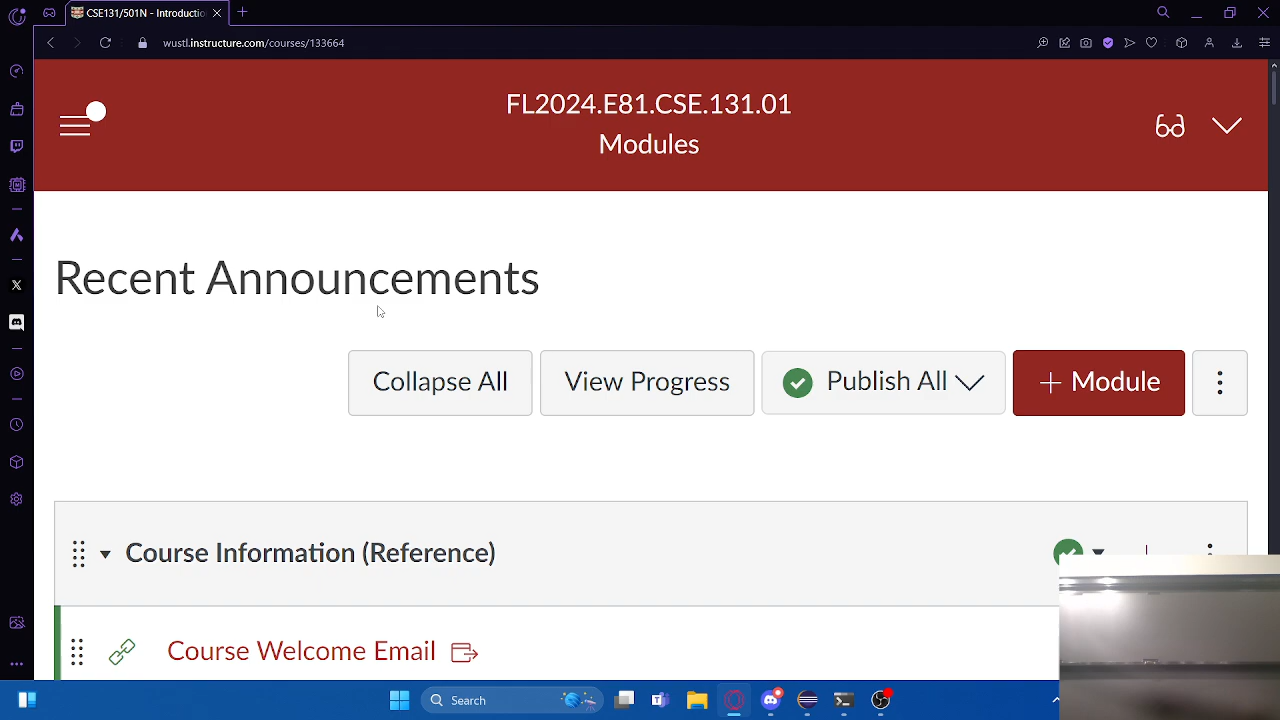 CSE131/501N - Introductio
wustl.instructure.com/courses/133664
FL2024.E81.CSE.131.01
Modules
Recent Announcements
Collapse All
View Progress
Publish All
+ Module
Course Information (Reference)
Course Welcome Email
Search